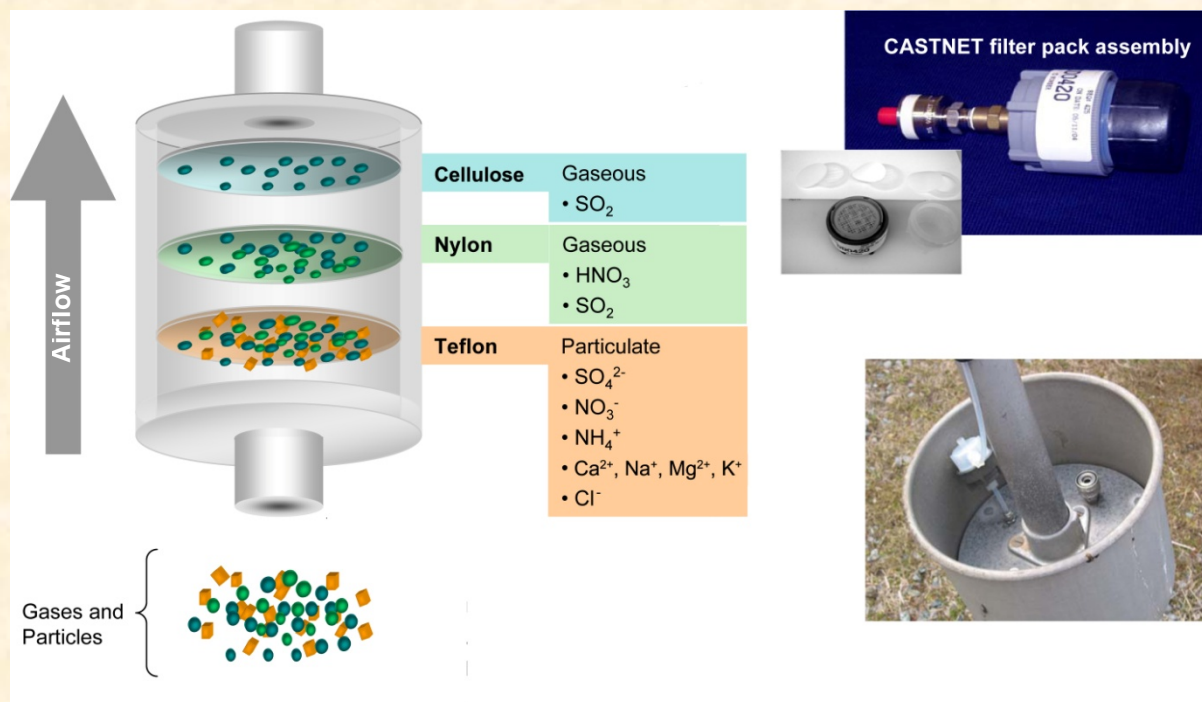 CASTNET filter pack assembly
00420
Airflow
Cellulose
Gaseous
• SO₂
Nylon
Gaseous
• HNO₃
• SO₂
Teflon
Particulate
• SO₄²⁻
• NO₃⁻
• NH₄⁺
• Ca²⁺, Na⁺, Mg²⁺, K⁺
• Cl⁻
Gases and
Particles